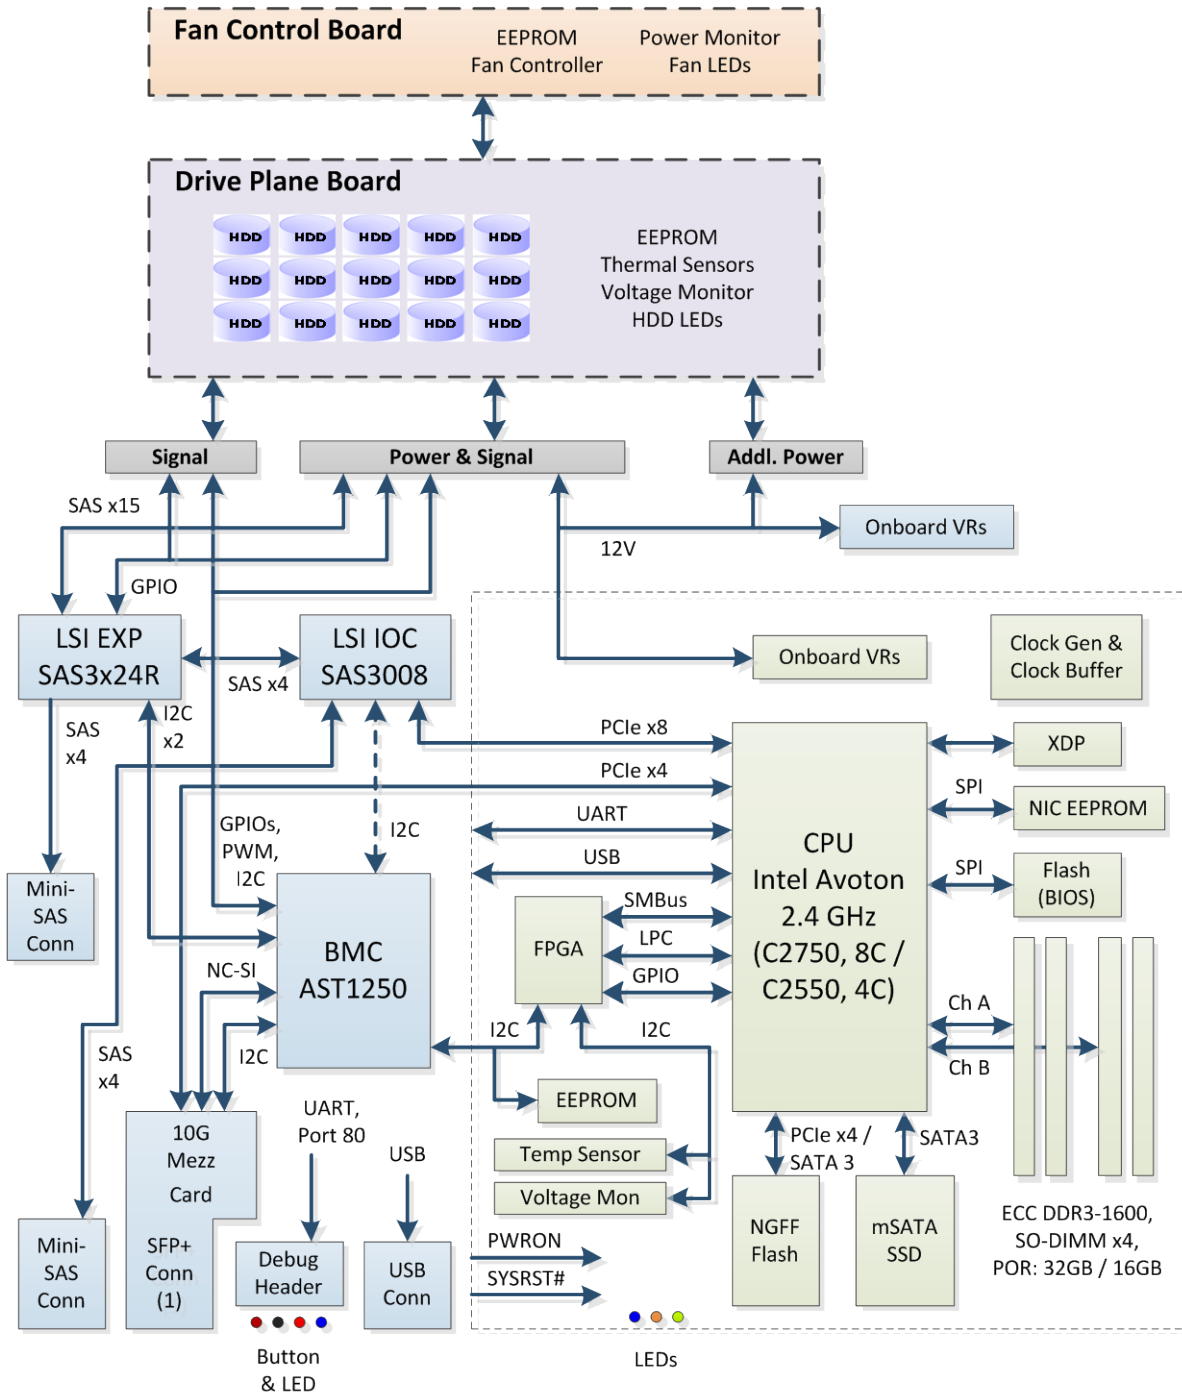 Fan Control Board
EEPROM
Fan Controller
Power Monitor
Fan LEDs
Drive Plane Board
HDD HDD HDD HDD HDD
HDD HDD HDD HDD HDD
HDD HDD HDD HDD HDD
EEPROM
Thermal Sensors
Voltage Monitor
HDD LEDs
Signal
Power & Signal
Addl. Power
SAS x15
Onboard VRs
12V
GPIO
LSI EXP
SAS3x24R
SAS x4
LSI IOC
SAS3008
Onboard VRs
Clock Gen &
Clock Buffer
SAS
x4
I2C
x2
PCIe x8
PCIe x4
UART
USB
XDP
SPI
NIC EEPROM
SPI
Flash
(BIOS)
CPU
Intel Avoton
2.4 GHz
(C2750, 8C /
C2550, 4C)
GPIOs,
PWM,
I2C
I2C
Mini-
SAS
Conn
BMC
AST1250
FPGA
SMBus
LPC
GPIO
NC-SI
I2C
I2C
I2C
Ch A
Ch B
SAS
x4
EEPROM
Temp Sensor
Voltage Mon
PCIe x4 /
SATA 3
SATA3
10G
Mezz
Card
SFP+
Conn
(1)
UART,
Port 80
USB
Mini-
SAS
Conn
Debug
Header
USB
Conn
PWRON
SYSRST#
NGFF
Flash
mSATA
SSD
ECC DDR3-1600,
SO-DIMM x4,
POR: 32GB / 16GB
Button
& LED
LEDs